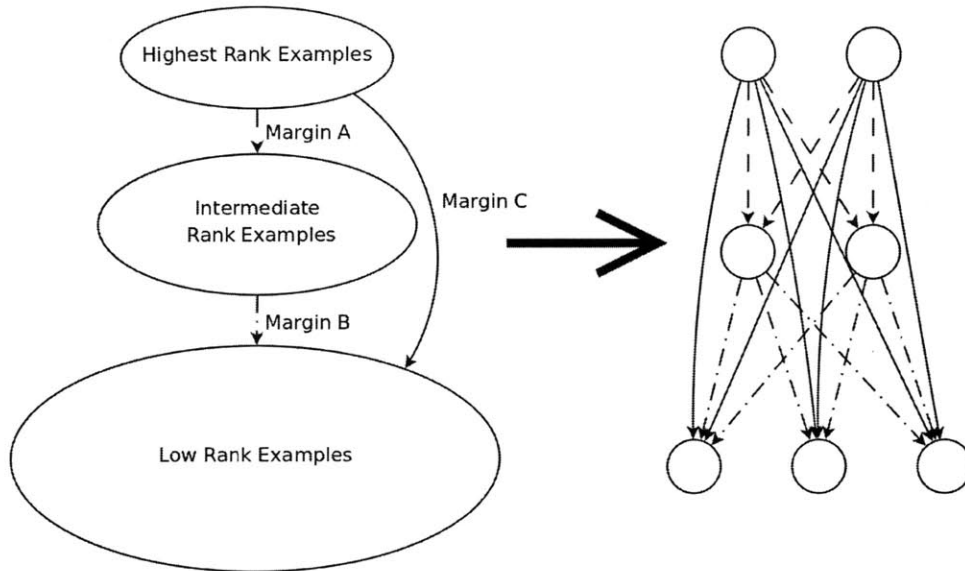 Highest Rank Examples
Margin A
Intermediate
Rank Examples
Margin C
Margin B
Low Rank Examples